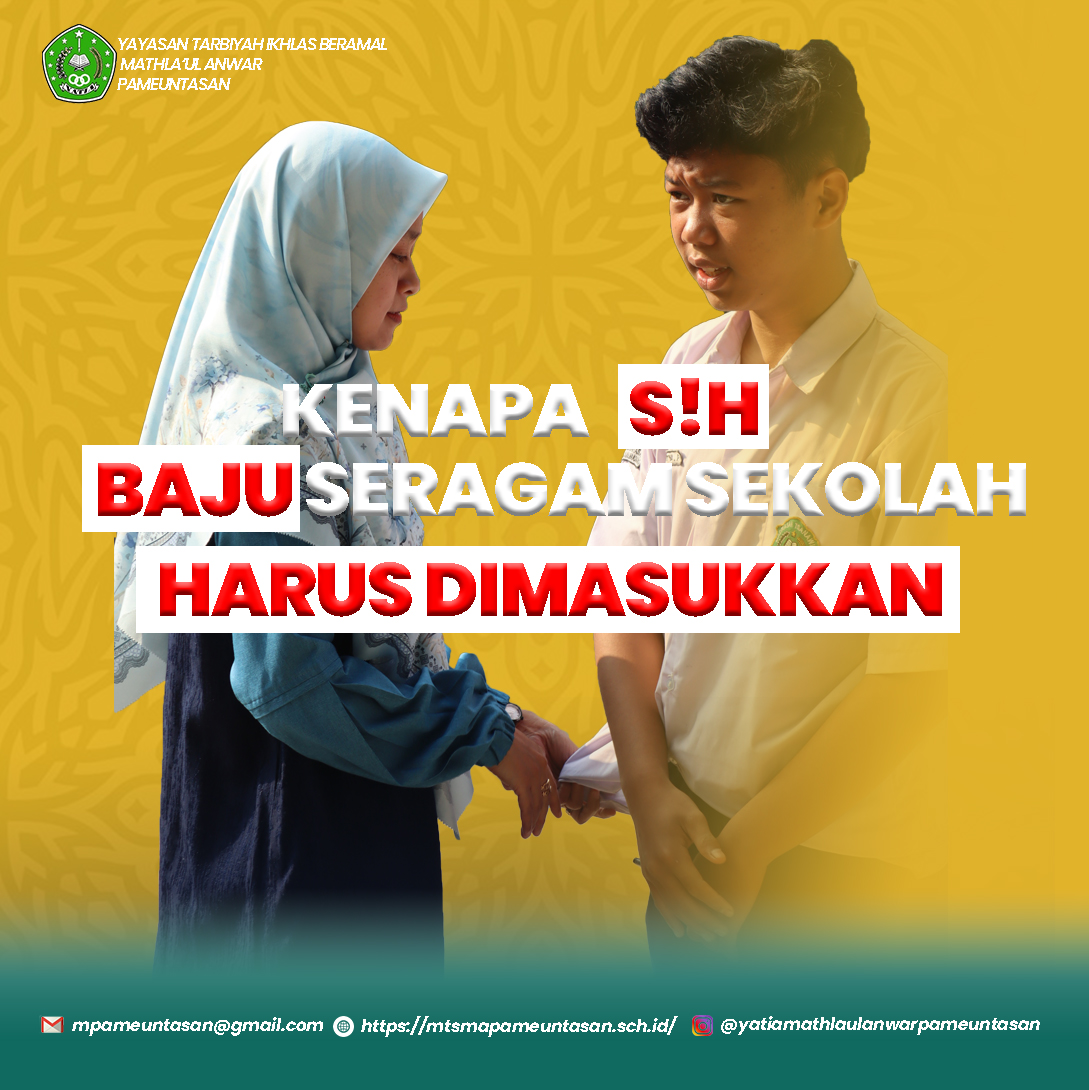 YAYASAN TARBIYAH IKHLAS BERAMAL
MATHLA'UL ANWAR
PAMEUNTASAN
KENAPA S!H
BAJU SERAGAM SEKOLAH
HARUS DIMASUKKAN
mpameuntasan@gmail.com https://mtsmapameuntasan.sch.id/ @yatiamathlaulanwarpameuntasan